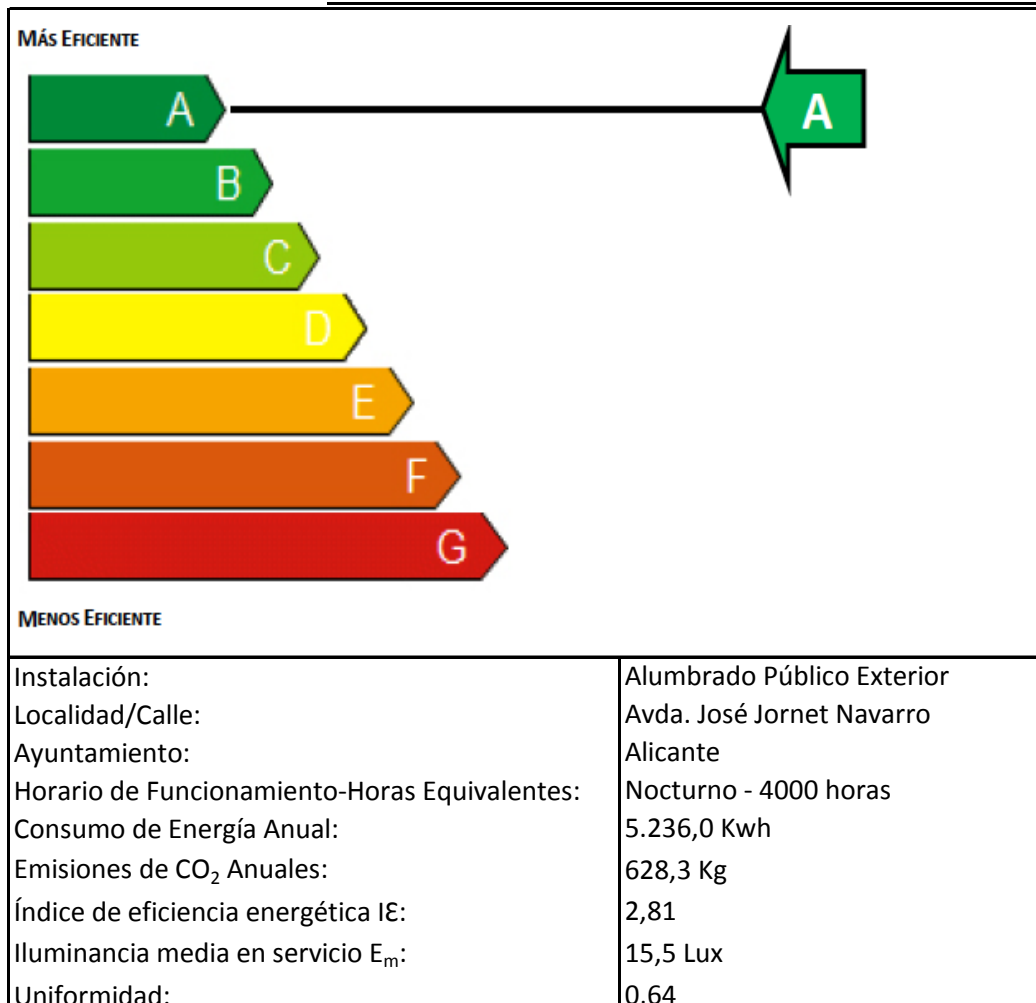 MÁS EFICIENTE
A
A
B
C
D
E
F
G
MENOS EFICIENTE
Instalación: Alumbrado Público Exterior
Localidad/Calle: Avda. José Jornet Navarro
Ayuntamiento: Alicante
Horario de Funcionamiento-Horas Equivalentes: Nocturno - 4000 horas
Consumo de Energía Anual: 5.236,0 Kwh
Emisiones de CO₂ Anuales: 628,3 Kg
Índice de eficiencia energética IƐ: 2,81
Iluminancia media en servicio Eₘ: 15,5 Lux
Uniformidad: 0,64